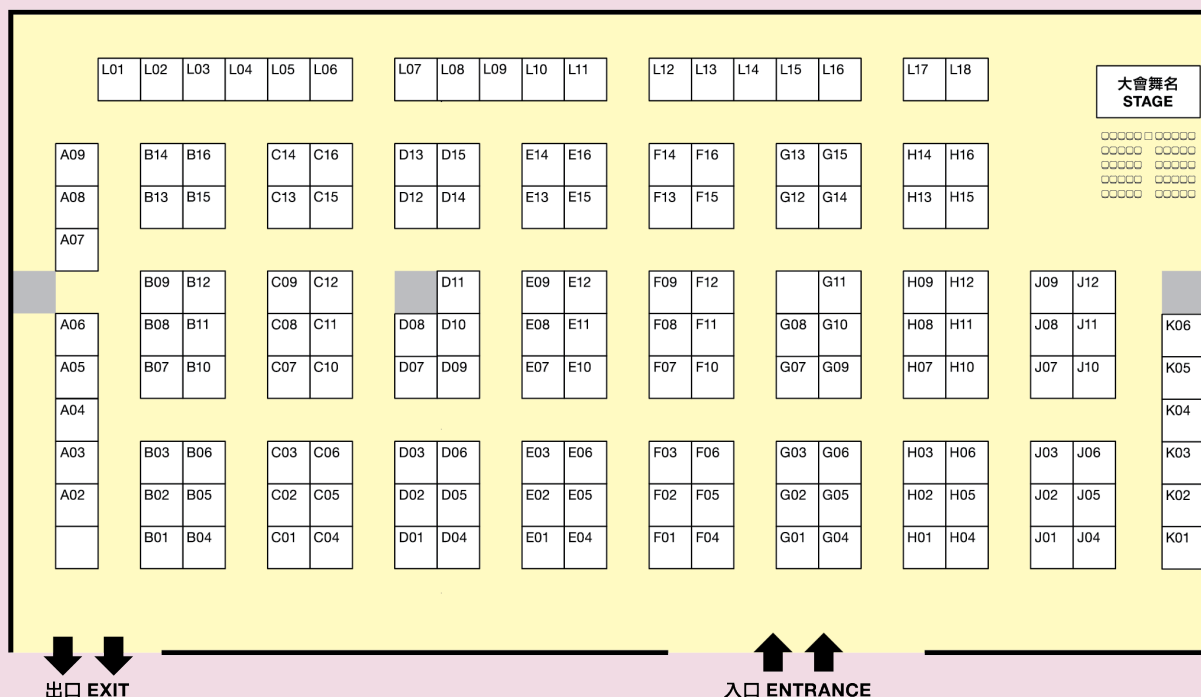 L01 L02 L03 L04 L05 L06 L07 L08 L09 L10 L11 L12 L13 L14 L15 L16 L17 L18
大會舞名
STAGE
A09 B14 B16 C14 C16 D13 D15 E14 E16 F14 F16 G13 G15 H14 H16
A08 B13 B15 C13 C15 D12 D14 E13 E15 F13 F15 G12 G14 H13 H15
A07
B09 B12 C09 C12 D11 E09 E12 F09 F12 G11 H09 H12 J09 J12
A06 B08 B11 C08 C11 D08 D10 E08 E11 F08 F11 G08 G10 H08 H11 J08 J11 K06
A05 B07 B10 C07 C10 D07 D09 E07 E10 F07 F10 G07 G09 H07 H10 J07 J10 K05
A04 K04
A03 B03 B06 C03 C06 D03 D06 E03 E06 F03 F06 G03 G06 H03 H06 J03 J06 K03
A02 B02 B05 C02 C05 D02 D05 E02 E05 F02 F05 G02 G05 H02 H05 J02 J05 K02
B01 B04 C01 C04 D01 D04 E01 E04 F01 F04 G01 G04 H01 H04 J01 J04 K01
出口 EXIT 入口 ENTRANCE